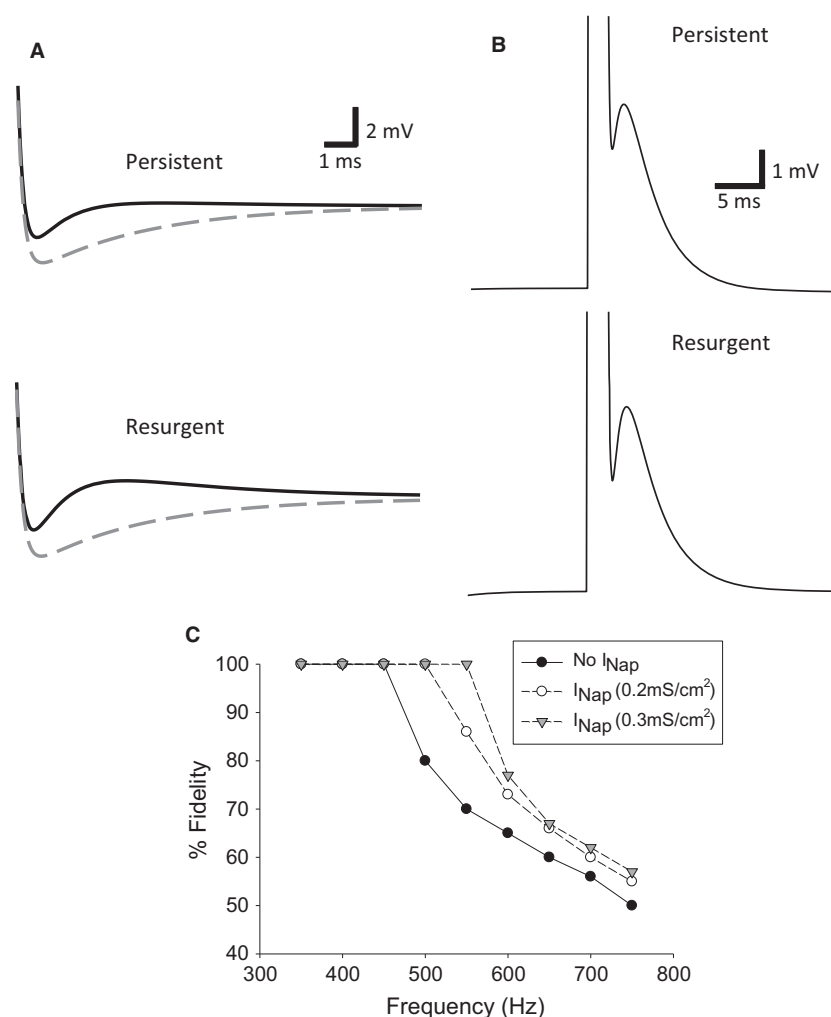 A
Persistent
2 mV
1 ms
Resurgent
B
Persistent
1 mV
5 ms
Resurgent
C
100
90
80
70
60
50
40
% Fidelity
No INap
INap (0.2mS/cm²)
INap (0.3mS/cm²)
300
400
500
600
700
800
Frequency (Hz)